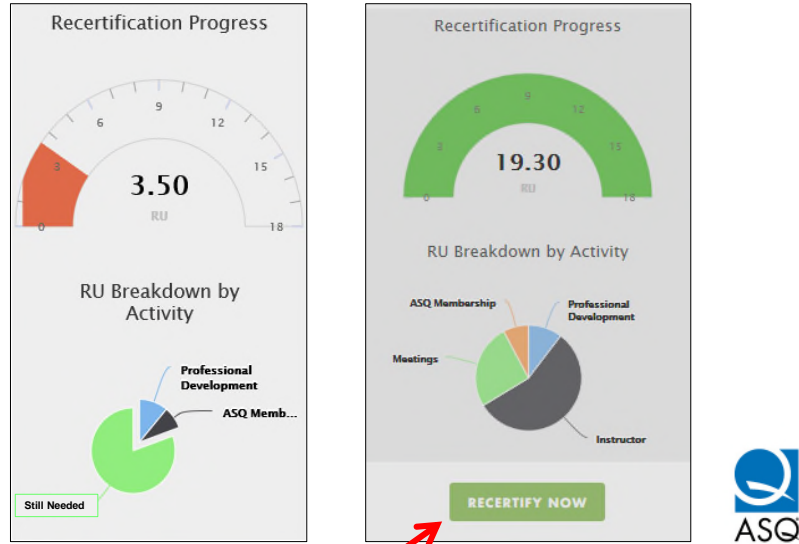 Recertification Progress
9
6
12
3
15
3.50
RU
0
18
RU Breakdown by
Activity
Professional
Development
ASQ Memb...
Still Needed
Recertification Progress
9
6
12
3
15
19.30
RU
0
18
RU Breakdown by Activity
ASQ Membership
Professional
Development
Meetings
Instructor
RECERTIFY NOW
ASQ